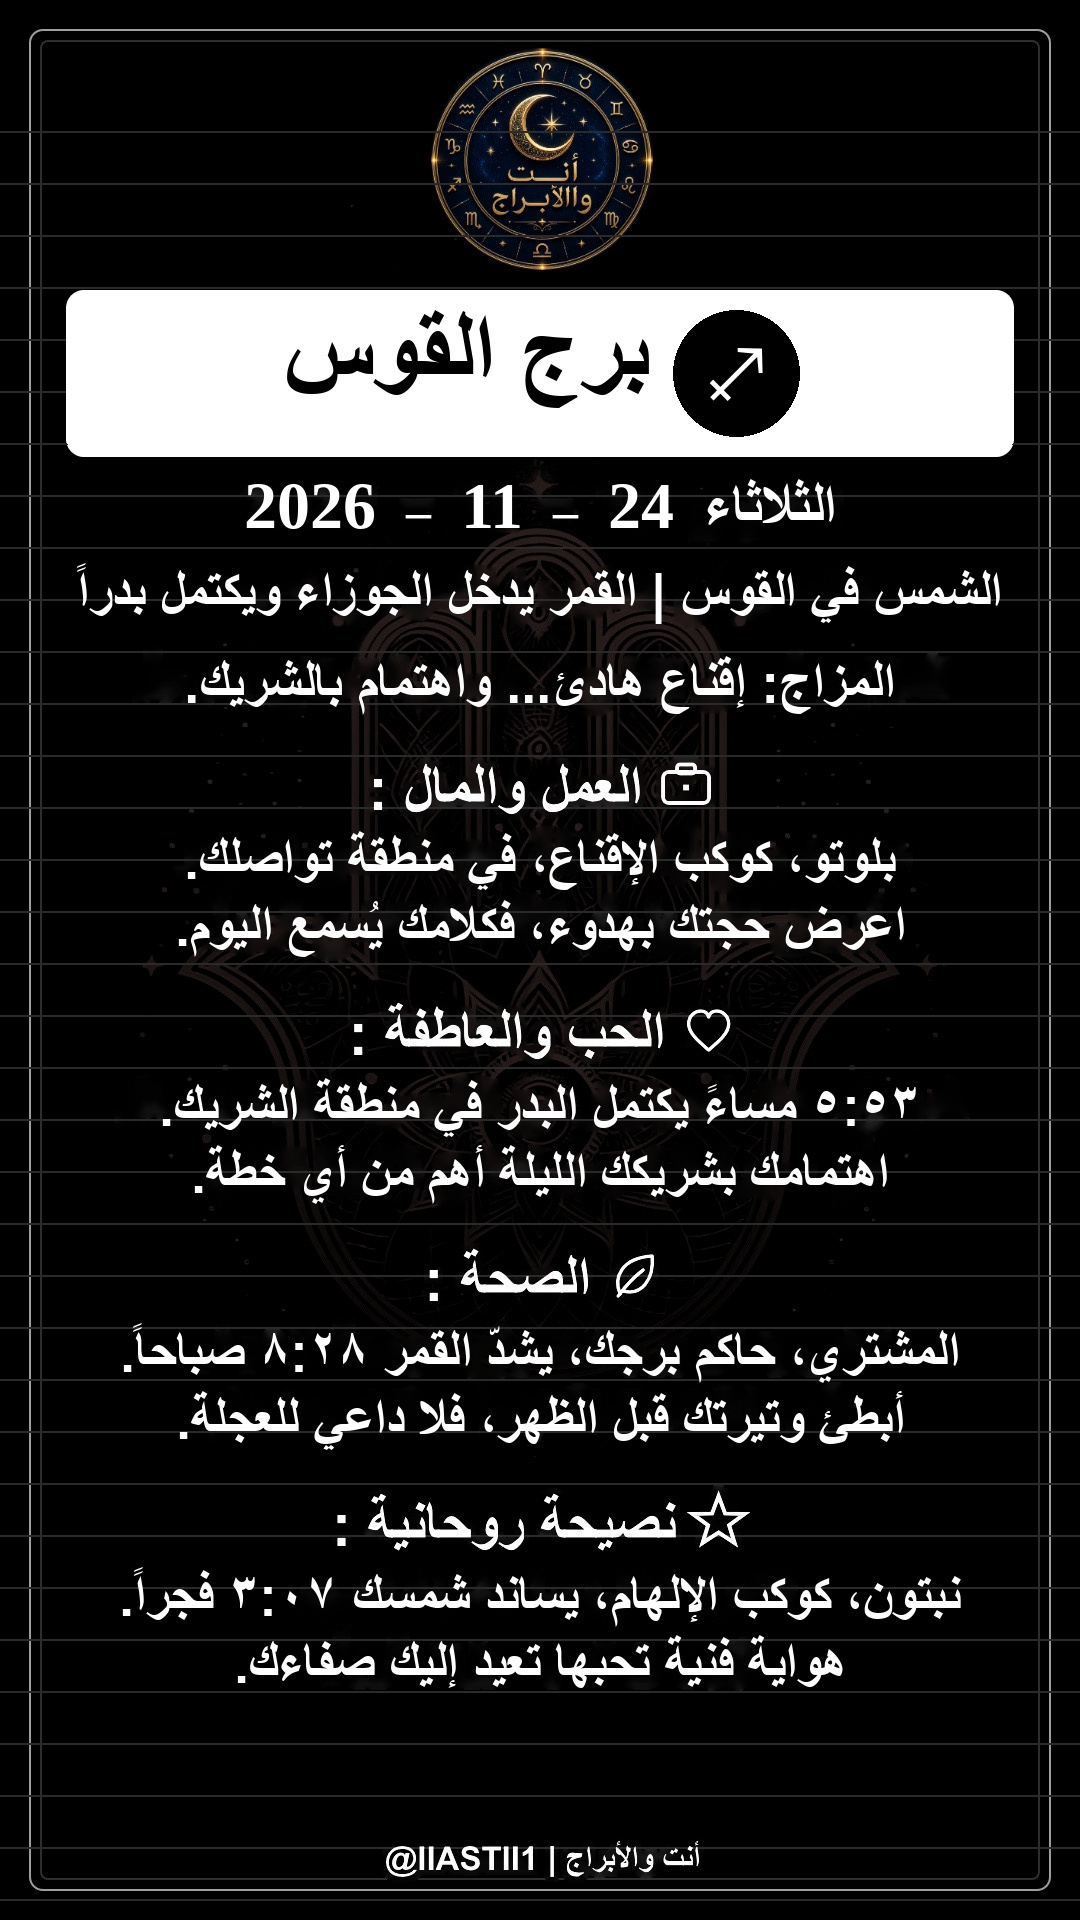 أنت
واالأبراج
برج القوس
الثلاثاء 24 – 11 – 2026
الشمس في القوس | القمر يدخل الجوزاء ويكتمل بدراً
المزاج: إقناع هادئ... واهتمام بالشريك.
العمل والمال :
بلوتو، كوكب الإقناع، في منطقة تواصلك.
اعرض حجتك بهدوء، فكلامك يُسمع اليوم.
الحب والعاطفة :
٥:٥٣ مساءً يكتمل البدر في منطقة الشريك.
اهتمامك بشريكك الليلة أهم من أي خطة.
الصحة :
المشتري، حاكم برجك، يشدّ القمر ٨:٢٨ صباحاً.
أبطئ وتيرتك قبل الظهر، فلا داعي للعجلة.
نصيحة روحانية :
نبتون، كوكب الإلهام، يساند شمسك ٣:٠٧ فجراً.
هواية فنية تحبها تعيد إليك صفاءك.
أنت والأبراج | @IIASTII1